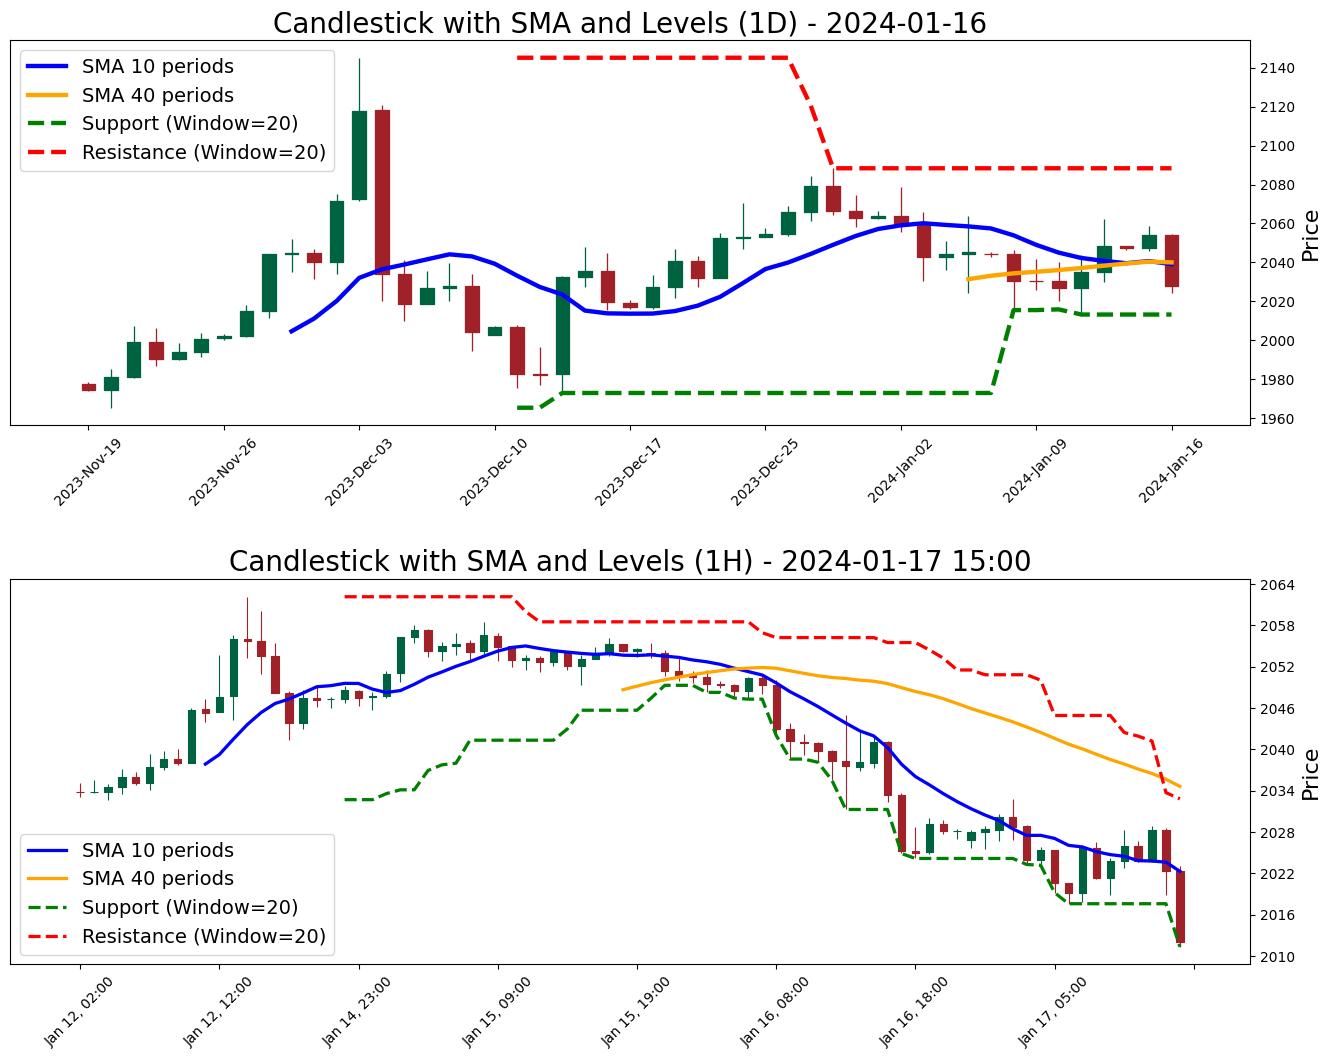 Candlestick with SMA and Levels (1D) - 2024-01-16
SMA 10 periods
SMA 40 periods
Support (Window=20)
Resistance (Window=20)
2140
2120
2100
2080
2060
2040
2020
2000
1980
1960
Price
2023-Nov-19
2023-Nov-26
2023-Dec-03
2023-Dec-10
2023-Dec-17
2023-Dec-25
2024-Jan-02
2024-Jan-09
2024-Jan-16
Candlestick with SMA and Levels (1H) - 2024-01-17 15:00
2064
2058
2052
2046
2040
2034
2028
2022
2016
2010
Price
SMA 10 periods
SMA 40 periods
Support (Window=20)
Resistance (Window=20)
Jan 12, 02:00
Jan 12, 12:00
Jan 14, 23:00
Jan 15, 09:00
Jan 15, 19:00
Jan 16, 08:00
Jan 16, 18:00
Jan 17, 05:00